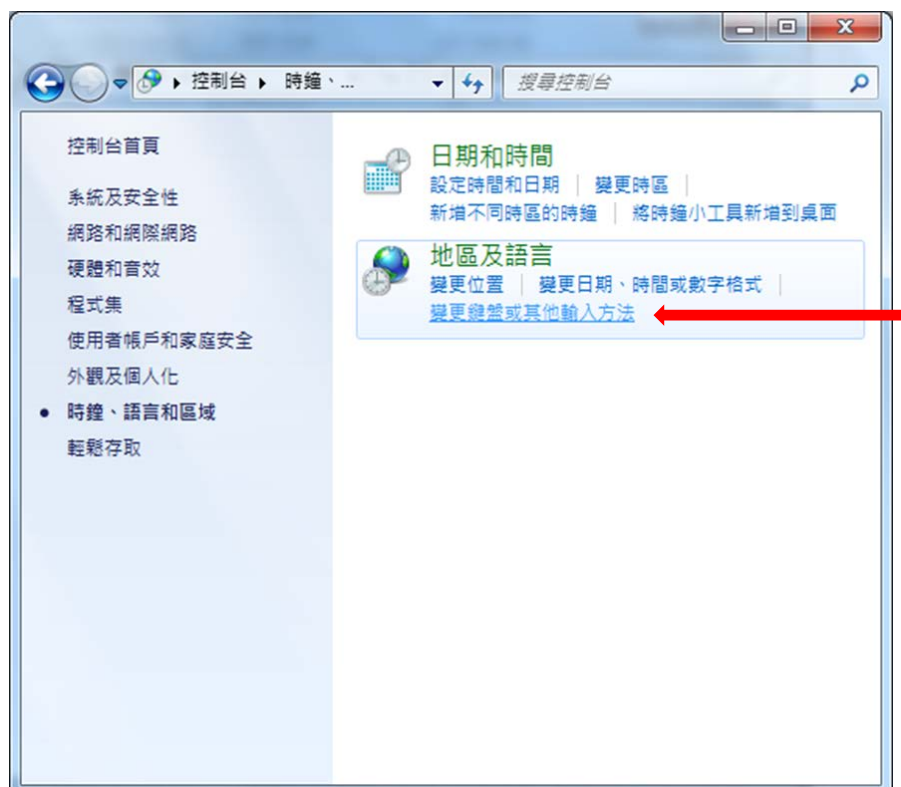 控制台 ▸ 時鐘、... 搜尋控制台
控制台首頁
系統及安全性
網路和網際網路
硬體和音效
程式集
使用者帳戶和家庭安全
外觀及個人化
時鐘、語言和區域
輕鬆存取
日期和時間
設定時間和日期 | 變更時區 |
新增不同時區的時鐘 | 將時鐘小工具新增到桌面
地區及語言
變更位置 | 變更日期、時間或數字格式 |
變更鍵盤或其他輸入方法